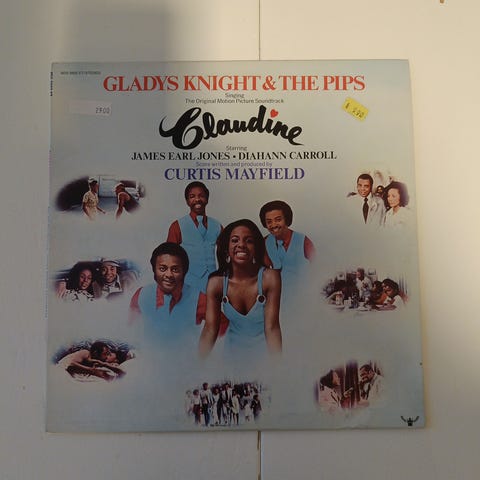 GLADYS KNIGHT & THE PIPS
Singing
The Original Motion Picture Soundtrack
2900
Claudine
Starring
JAMES EARL JONES • DIAHANN CARROLL
Score written and produced by
CURTIS MAYFIELD